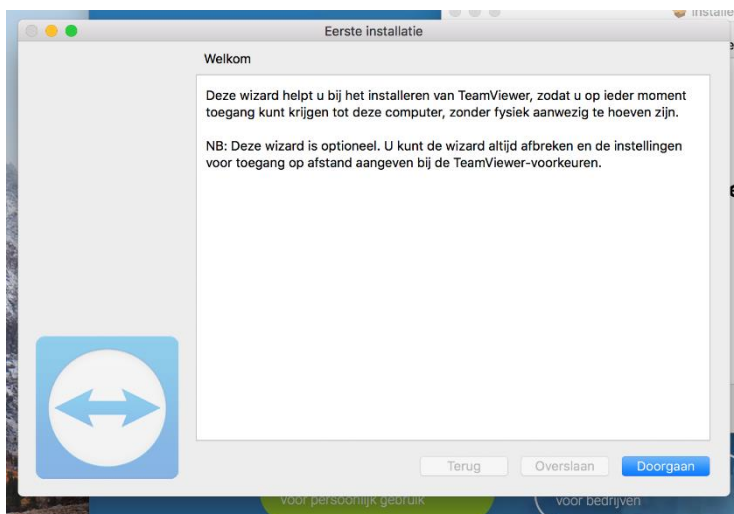 Eerste installatie
Welkom
Deze wizard helpt u bij het installeren van TeamViewer, zodat u op ieder moment
toegang kunt krijgen tot deze computer, zonder fysiek aanwezig te hoeven zijn.
NB: Deze wizard is optioneel. U kunt de wizard altijd afbreken en de instellingen
voor toegang op afstand aangeven bij de TeamViewer-voorkeuren.
Terug
Overslaan
Doorgaan
voor persoonlijk gebruik
voor bedrijven